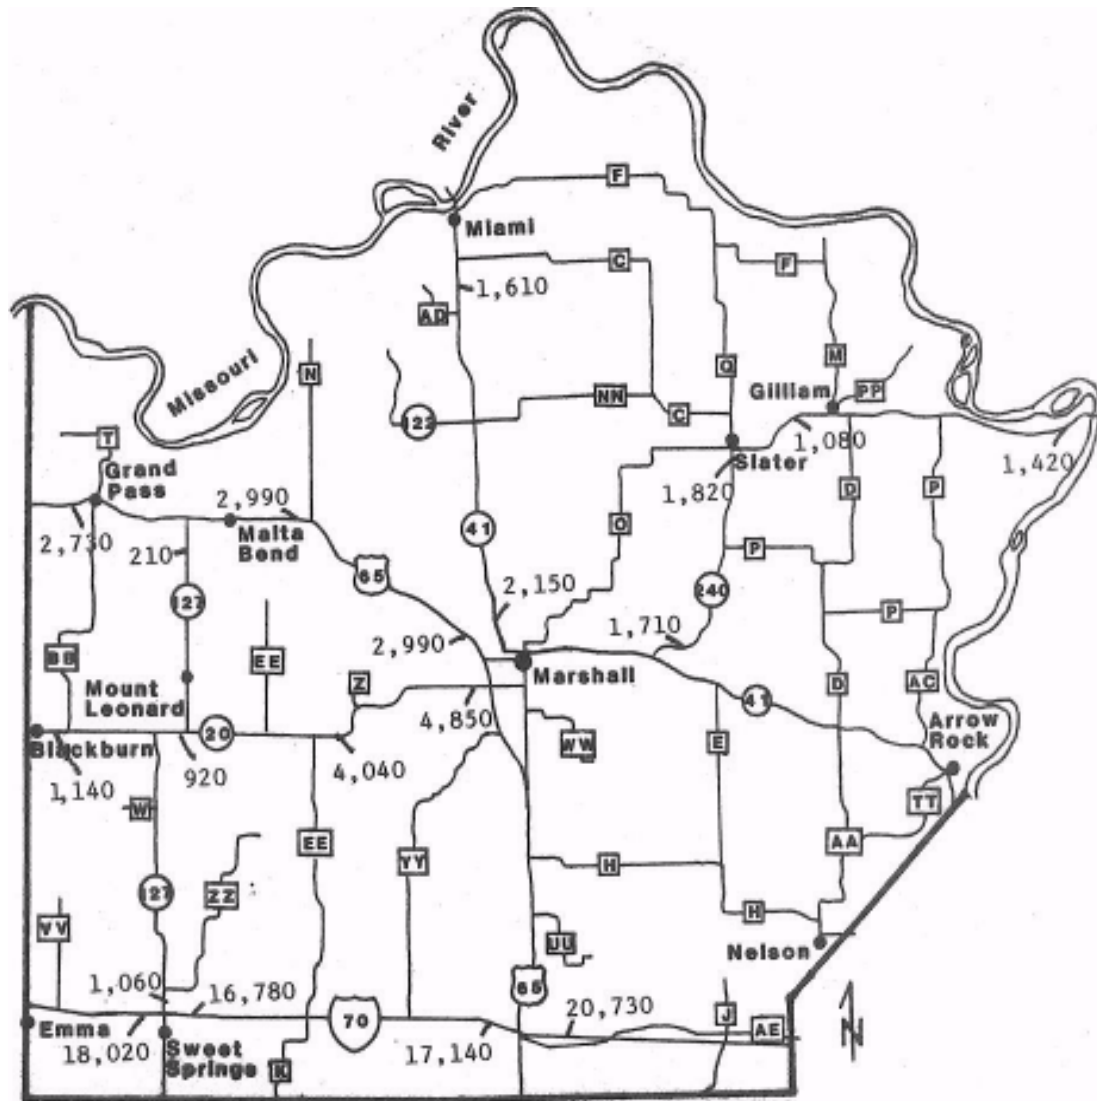 River
F
Miami
C
F
1,610
AD
Missouri
N
Q
M
Gilliam
PP
NN
122
C
T
Grand
Pass
1,080
Slater
1,420
1,820
2,990
Malta
Bend
2,730
210
D
P
41
O
P
65
2,150
127
240
P
1,710
2,990
BB
EE
Z
Marshall
Mount
Leonard
D
AC
41
Arrow
Rock
4,850
20
WW
E
Blackburn
920
4,040
1,140
W
TT
EE
YY
AA
H
127
ZZ
VV
H
UU
Nelson
1,060
16,780
65
20,730
J
70
AE
N
Emma
18,020
Sweet
Springs
K
17,140